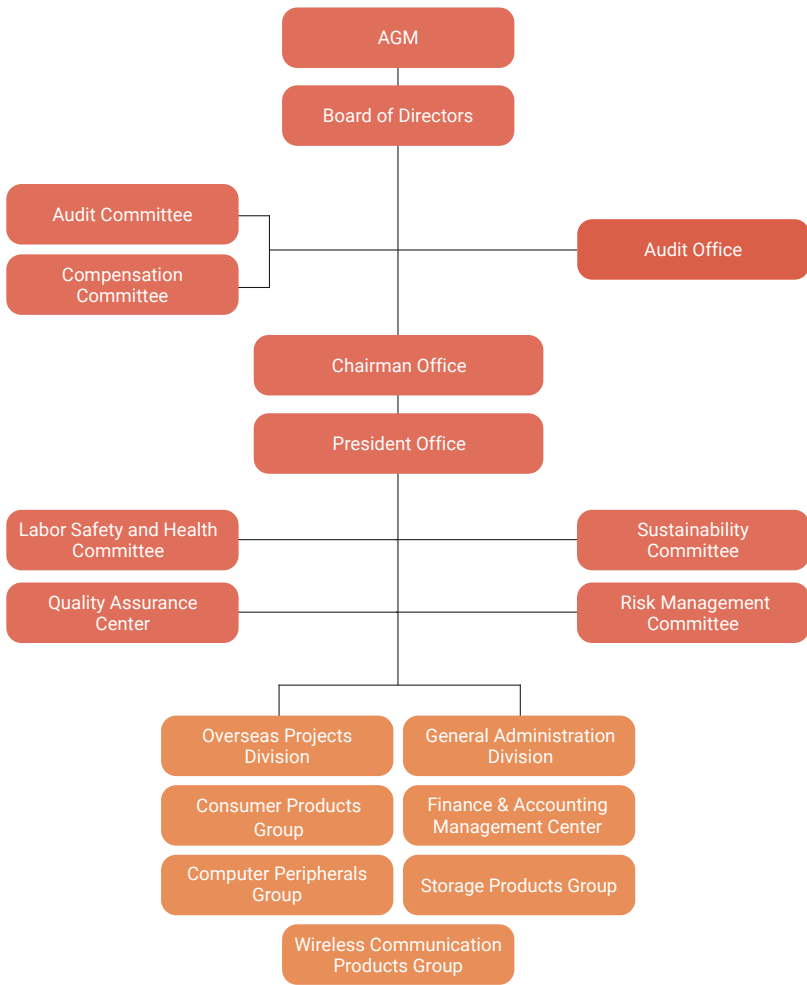 AGM
Board of Directors
Audit Committee
Audit Office
Compensation
Committee
Chairman Office
President Office
Labor Safety and Health
Committee
Sustainability
Committee
Quality Assurance
Center
Risk Management
Committee
Overseas Projects
Division
General Administration
Division
Consumer Products
Group
Finance & Accounting
Management Center
Computer Peripherals
Group
Storage Products Group
Wireless Communication
Products Group